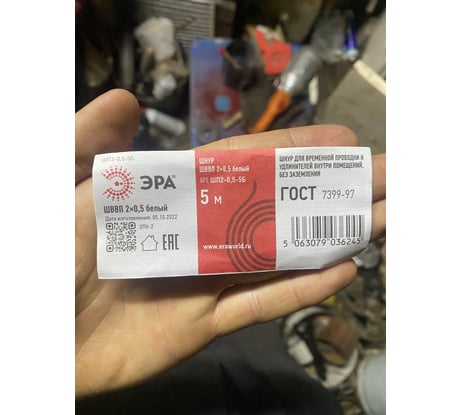 ШП2-0,5-5Б
ЭРА
ШВВП 2×0,5 белый
Дата изготовления: 05.10.2022
ОТК-2
EAC
ШНУР
ШВВП 2×0,5 белый
АРТ. ШП2-0,5-5Б
5 м
www.eraworld.ru
ШНУР ДЛЯ ВРЕМЕННОЙ ПРОВОДКИ И
УДЛИНИТЕЛЕЙ ВНУТРИ ПОМЕЩЕНИЙ,
БЕЗ ЗАЗЕМЛЕНИЯ
ГОСТ 7399-97
5 063079 036245